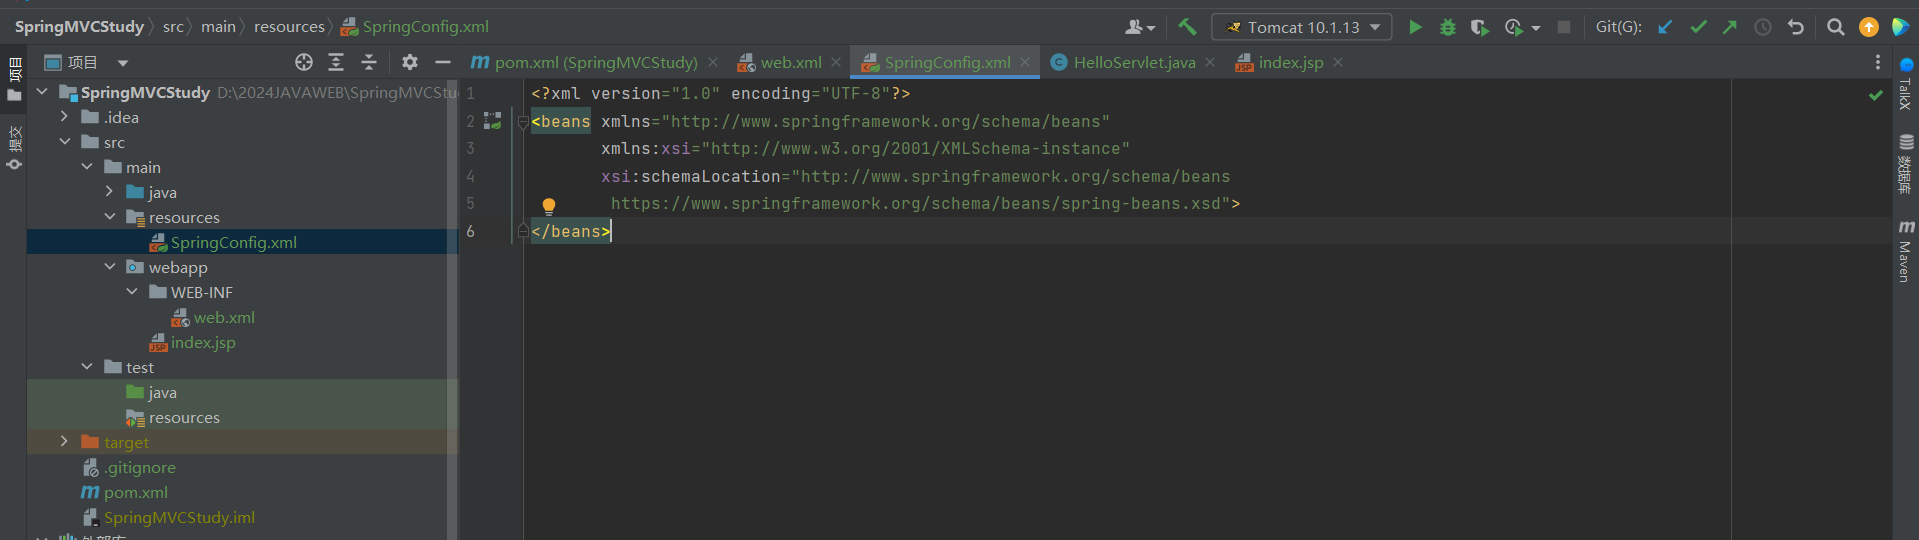 SpringMVCStudy src main resources SpringConfig.xml
Tomcat 10.1.13
Git(G):
项目
提交
项目
pom.xml (SpringMVCStudy)
web.xml
SpringConfig.xml
HelloServlet.java
index.jsp
SpringMVCStudy D:\2024JAVAWEB\SpringMVCStu
.idea
src
main
java
resources
SpringConfig.xml
webapp
WEB-INF
web.xml
index.jsp
test
java
resources
target
.gitignore
pom.xml
SpringMVCStudy.iml
外部库
1 <?xml version="1.0" encoding="UTF-8"?>
2 <beans xmlns="http://www.springframework.org/schema/beans"
3 xmlns:xsi="http://www.w3.org/2001/XMLSchema-instance"
4 xsi:schemaLocation="http://www.springframework.org/schema/beans
5 https://www.springframework.org/schema/beans/spring-beans.xsd">
6 </beans>
TalkX
数据库
Maven